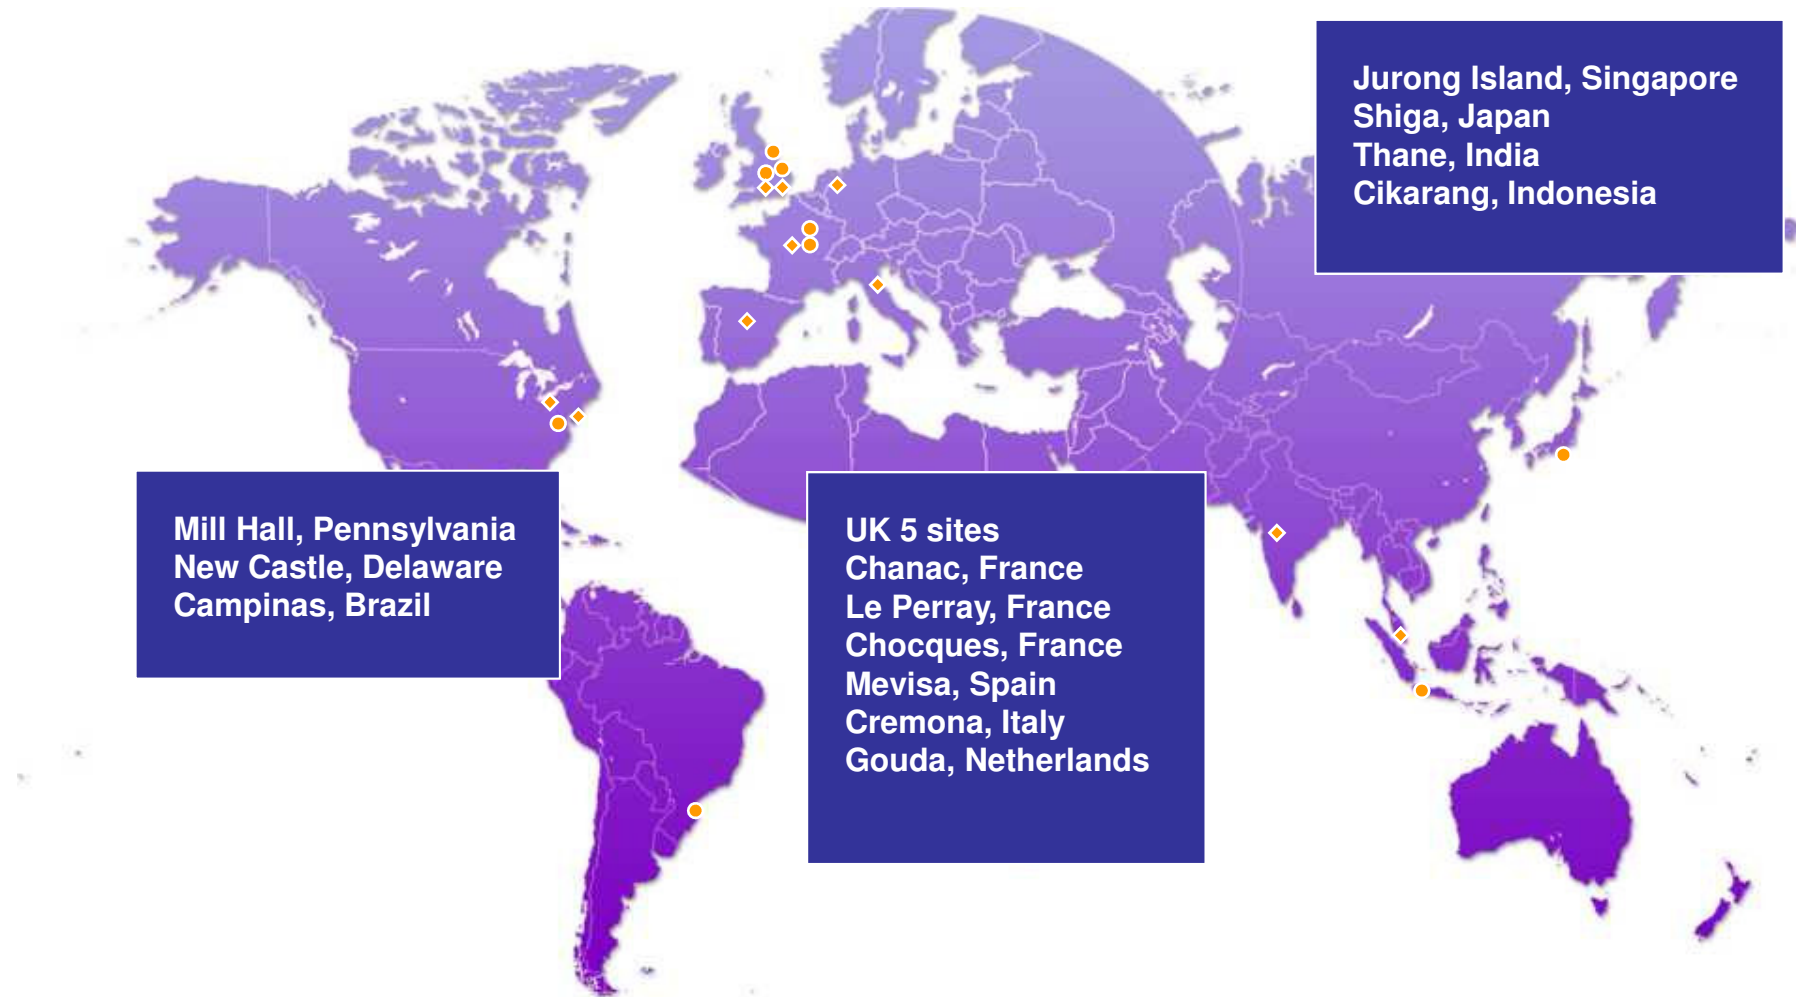 Jurong Island, Singapore
Shiga, Japan
Thane, India
Cikarang, Indonesia
Mill Hall, Pennsylvania
New Castle, Delaware
Campinas, Brazil
UK 5 sites
Chanac, France
Le Perray, France
Chocques, France
Mevisa, Spain
Cremona, Italy
Gouda, Netherlands